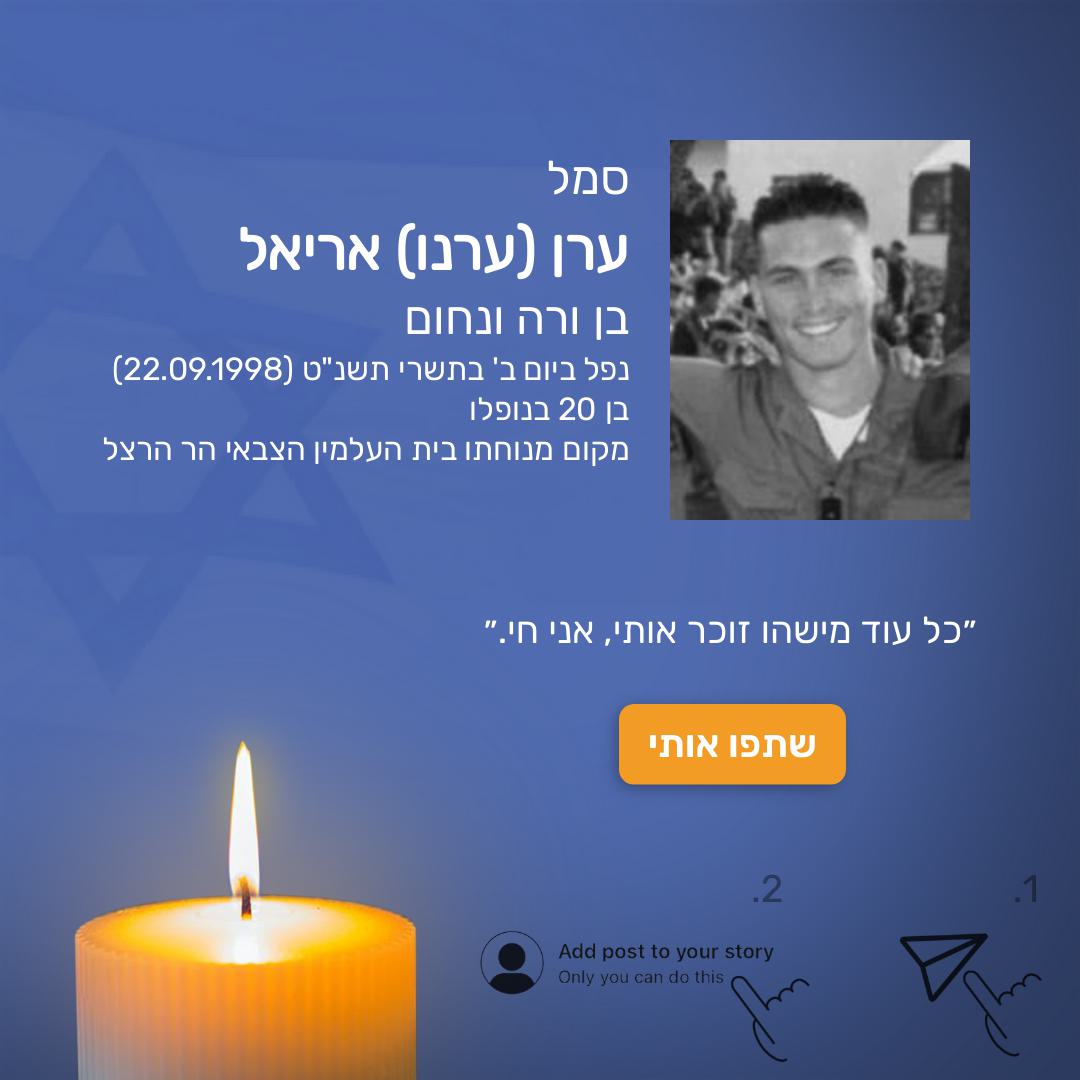 סמל
ערן (ערנו) אריאל
בן ורה ונחום
נפל ביום ב' בתשרי תשנ"ט (22.09.1998)
בן 20 בנופלו
מקום מנוחתו בית העלמין הצבאי הר הרצל
״כל עוד מישהו זוכר אותי, אני חי.״
שתפו אותי
1.
2.
Add post to your story
Only you can do this